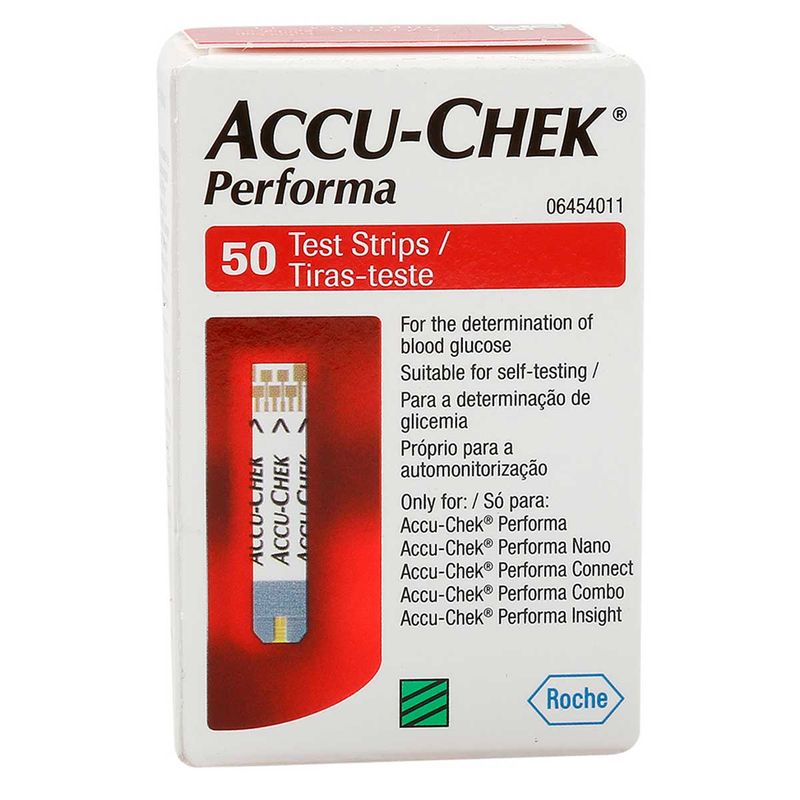 ACCU-CHEK®
Performa
06454011
50 Test Strips /
Tiras-teste
For the determination of
blood glucose
Suitable for self-testing /
Para a determinação de
glicemia
Próprio para a
automonitorização
Only for: / Só para:
Accu-Chek® Performa
Accu-Chek® Performa Nano
Accu-Chek® Performa Connect
Accu-Chek® Performa Combo
Accu-Chek® Performa Insight
ACCU-CHEK
ACCU-CHEK
ACCU-CHEK
Roche